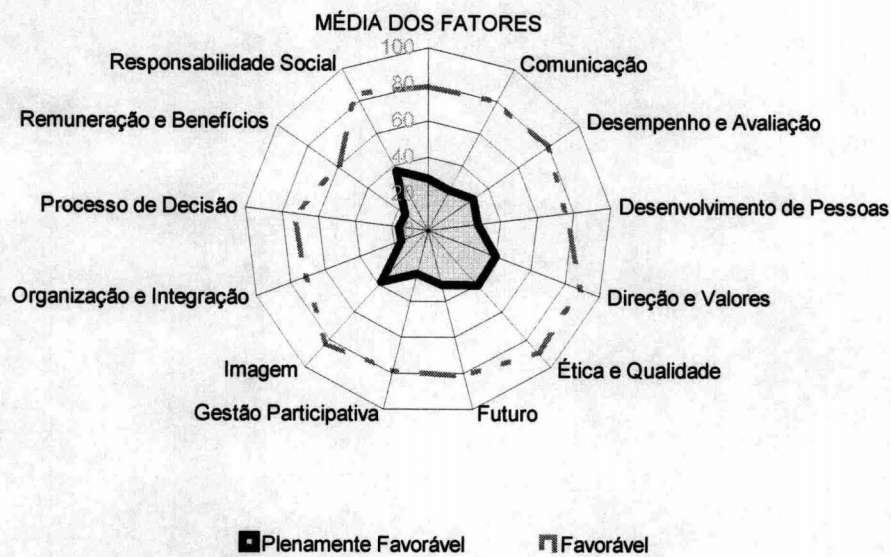 MÉDIA DOS FATORES
100
80
60
40
20
Comunicação
Desempenho e Avaliação
Desenvolvimento de Pessoas
Direção e Valores
Ética e Qualidade
Futuro
Gestão Participativa
Imagem
Organização e Integração
Processo de Decisão
Remuneração e Benefícios
Responsabilidade Social
Plenamente Favorável
Favorável